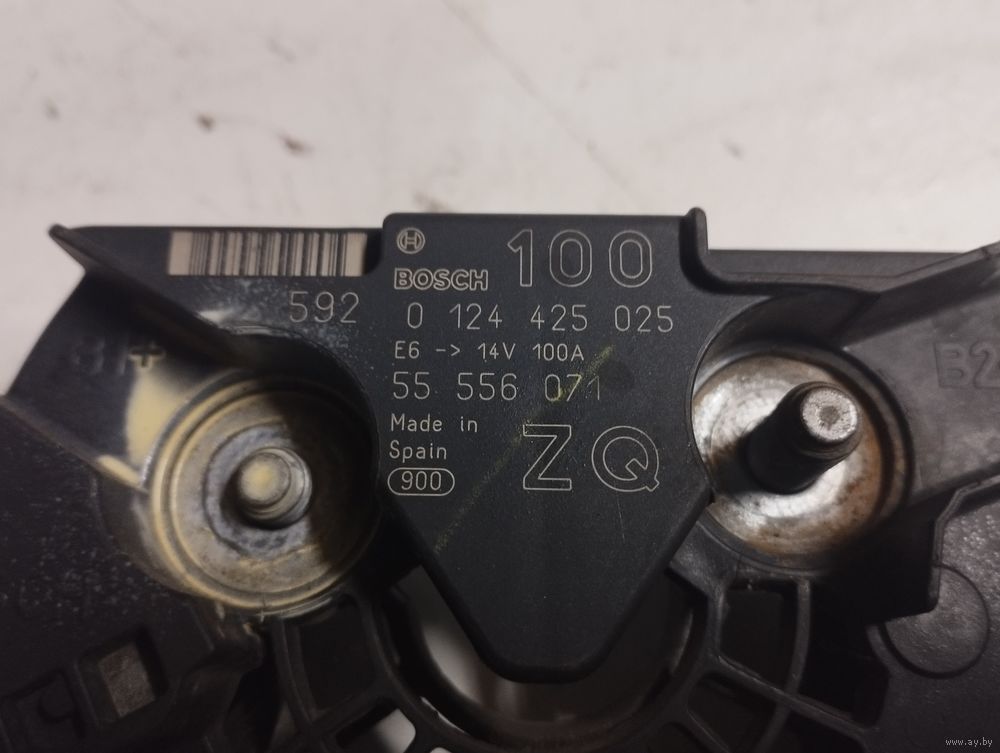 BOSCH 100
592 0 124 425 025
E6 -> 14V 100A
55 556 071
Made in
Spain
900
ZQ
B+
B2
www.ay.by